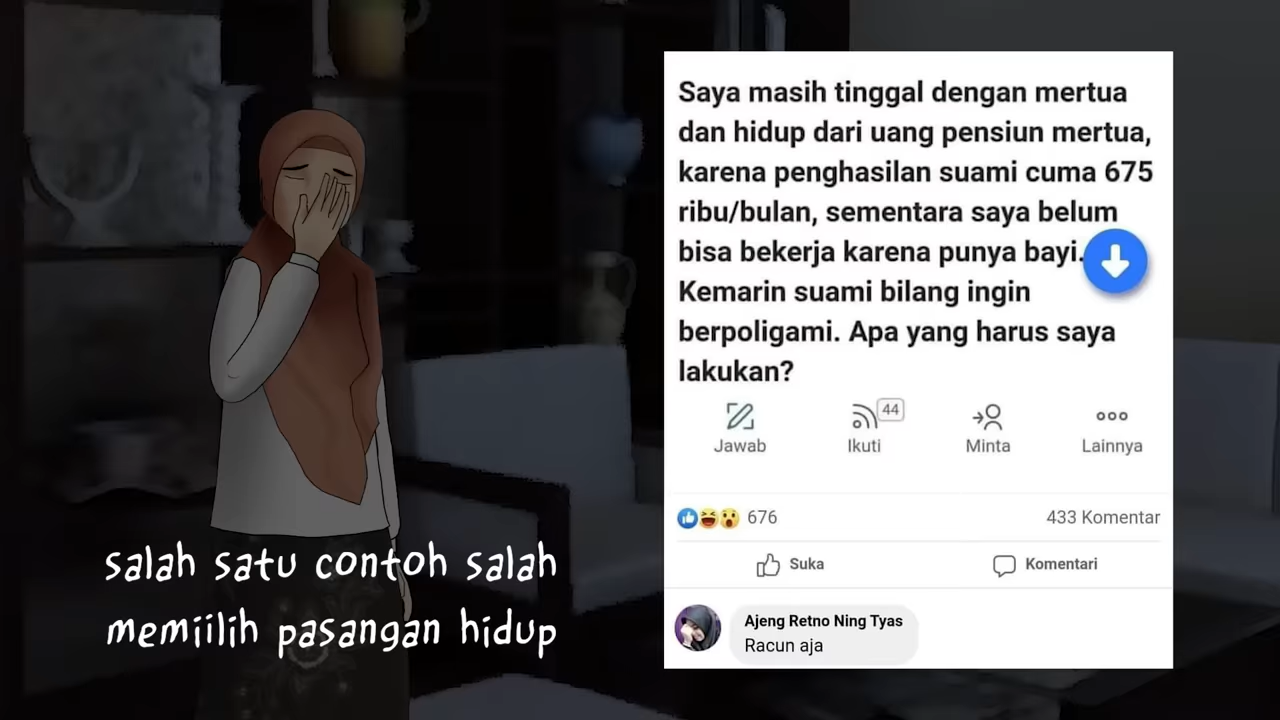 Saya masih tinggal dengan mertua
dan hidup dari uang pensiun mertua,
karena penghasilan suami cuma 675
ribu/bulan, sementara saya belum
bisa bekerja karena punya bayi.
Kemarin suami bilang ingin
berpoligami. Apa yang harus saya
lakukan?
44
Jawab
Ikuti
Minta
Lainnya
676
433 Komentar
Suka
Komentari
Ajeng Retno Ning Tyas
Racun aja
salah satu contoh salah
memiilih pasangan hidup